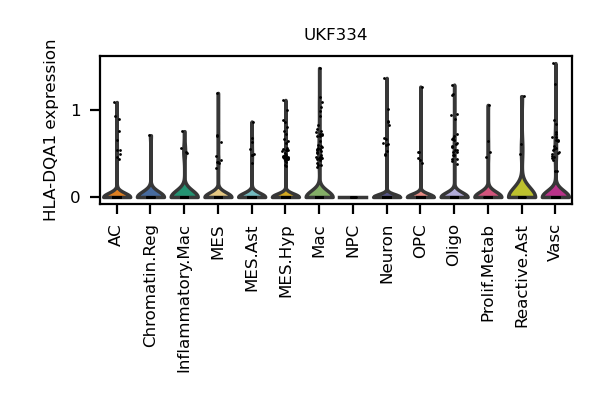 UKF334
HLA-DQA1 expression
1
0
AC
Chromatin.Reg
Inflammatory.Mac
MES
MES.Ast
MES.Hyp
Mac
NPC
Neuron
OPC
Oligo
Prolif.Metab
Reactive.Ast
Vasc